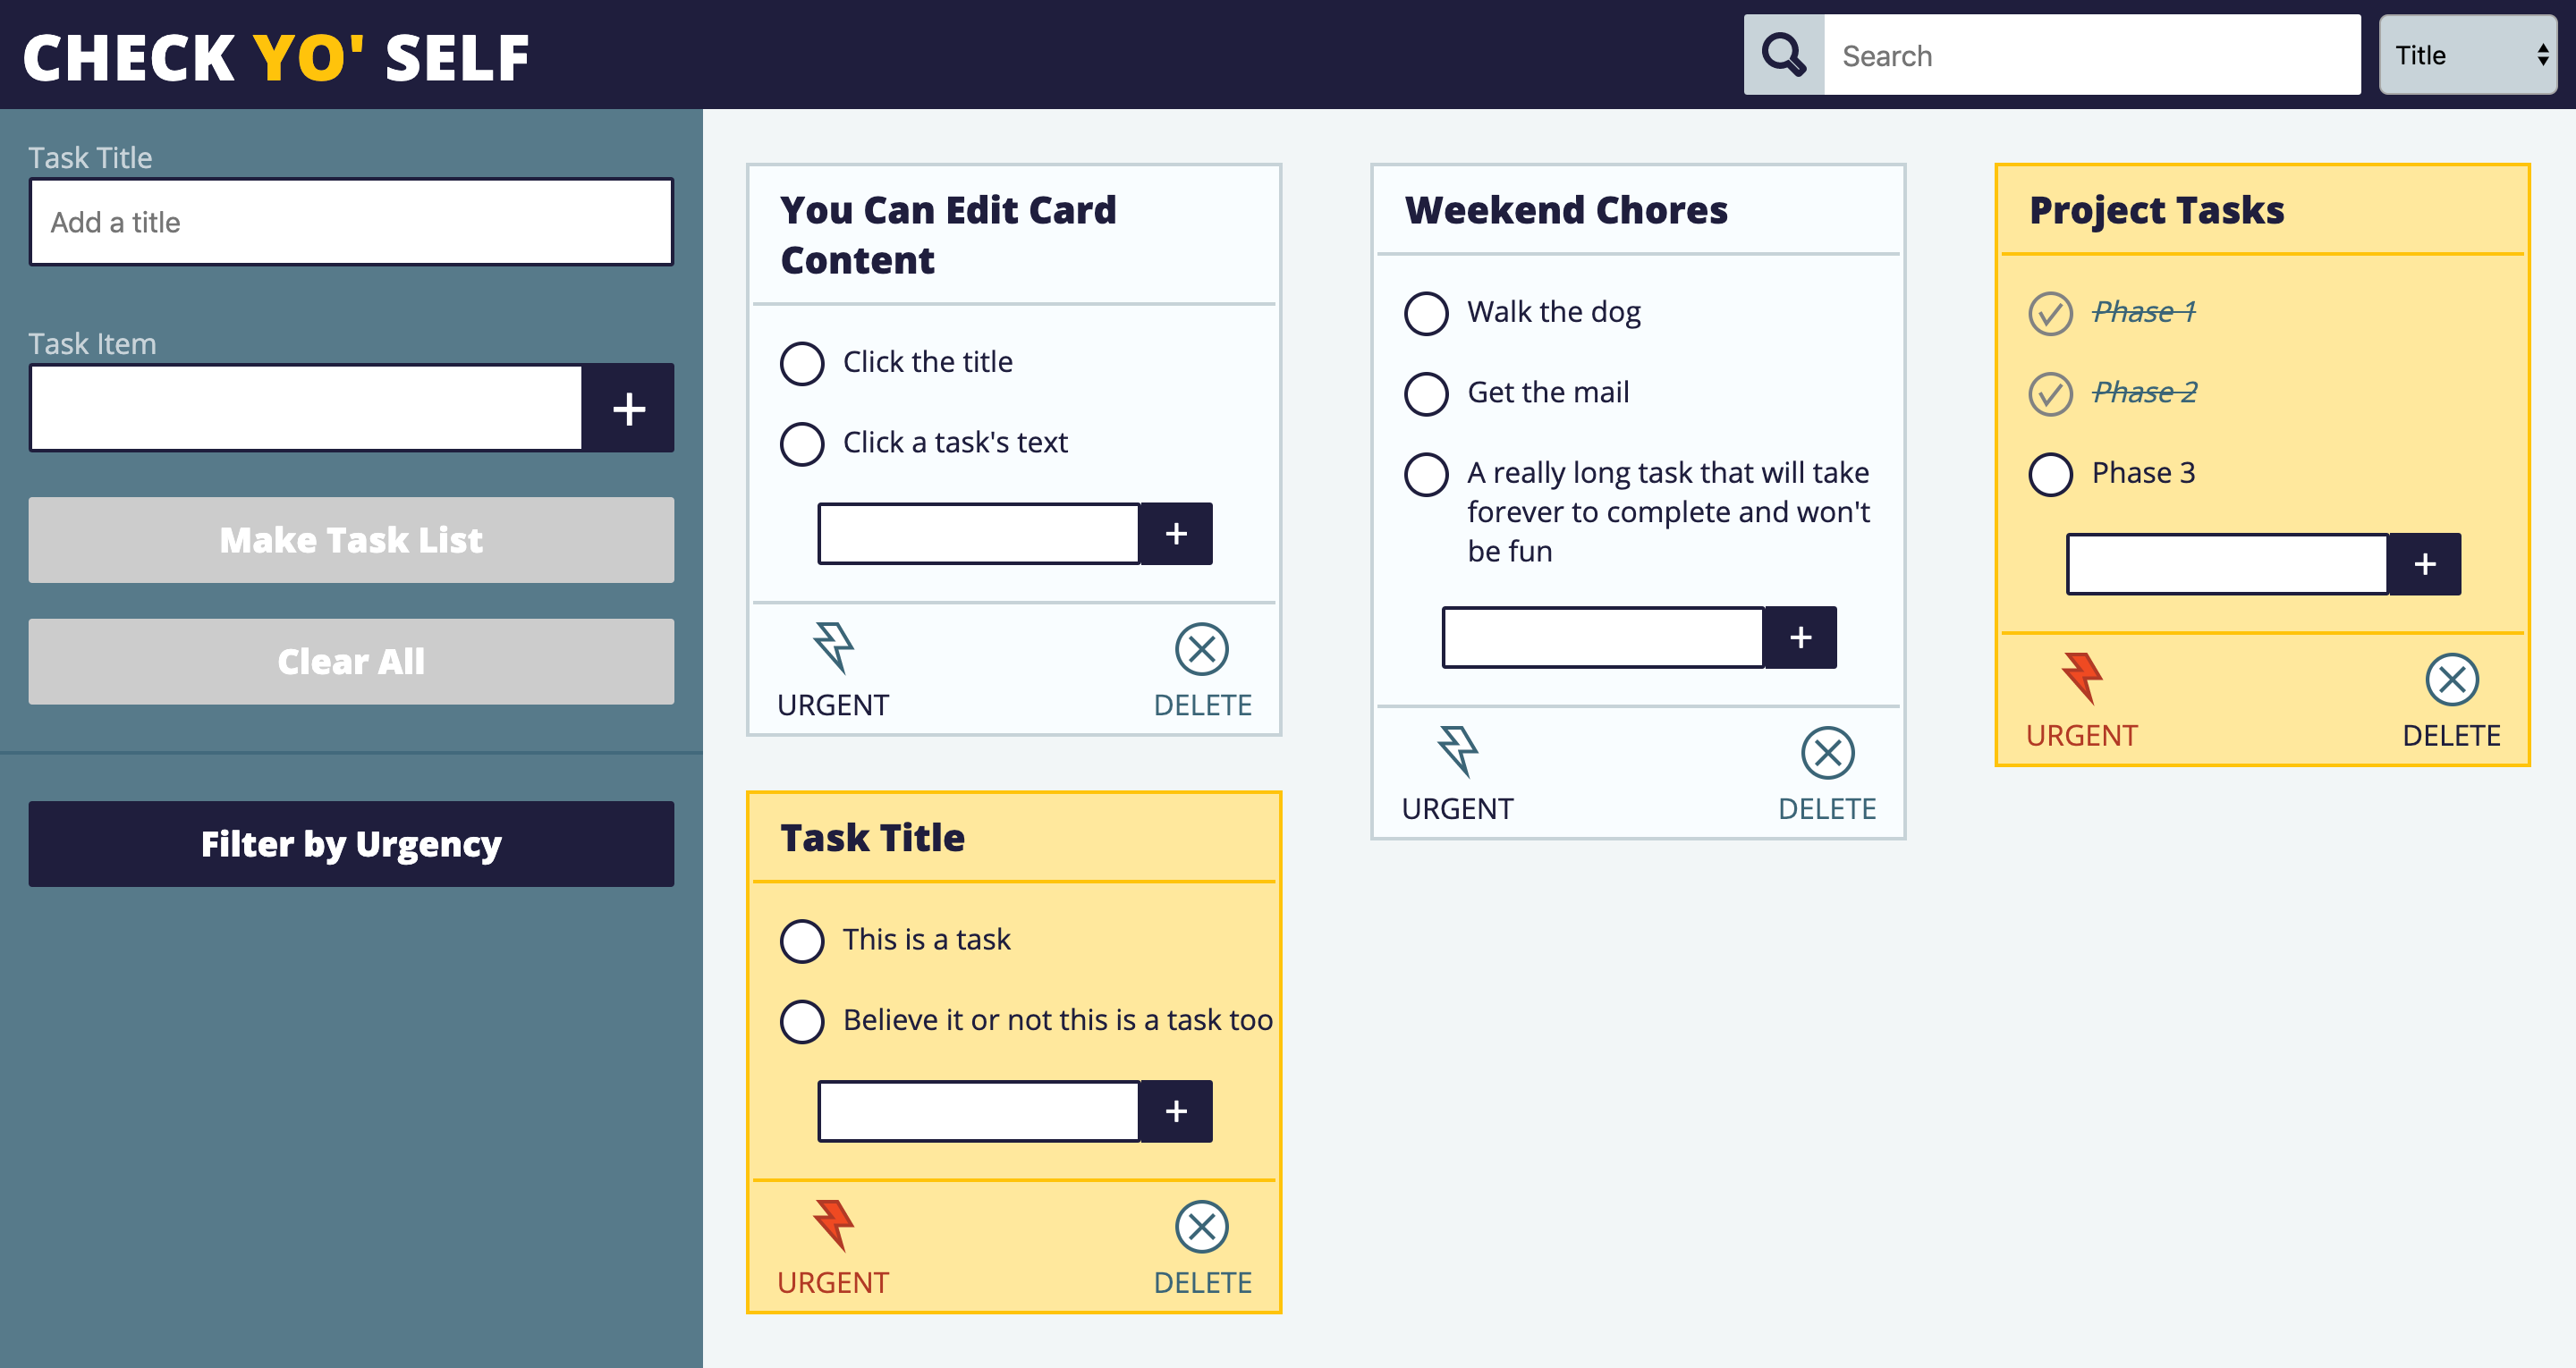 CHECK YO' SELF
Search
Title
Task Title
Add a title
Task Item
+
Make Task List
Clear All
Filter by Urgency
You Can Edit Card
Content
Click the title
Click a task's text
+
URGENT
DELETE
Weekend Chores
Walk the dog
Get the mail
A really long task that will take
forever to complete and won't
be fun
+
URGENT
DELETE
Project Tasks
Phase 1
Phase 2
Phase 3
+
URGENT
DELETE
Task Title
This is a task
Believe it or not this is a task too
+
URGENT
DELETE